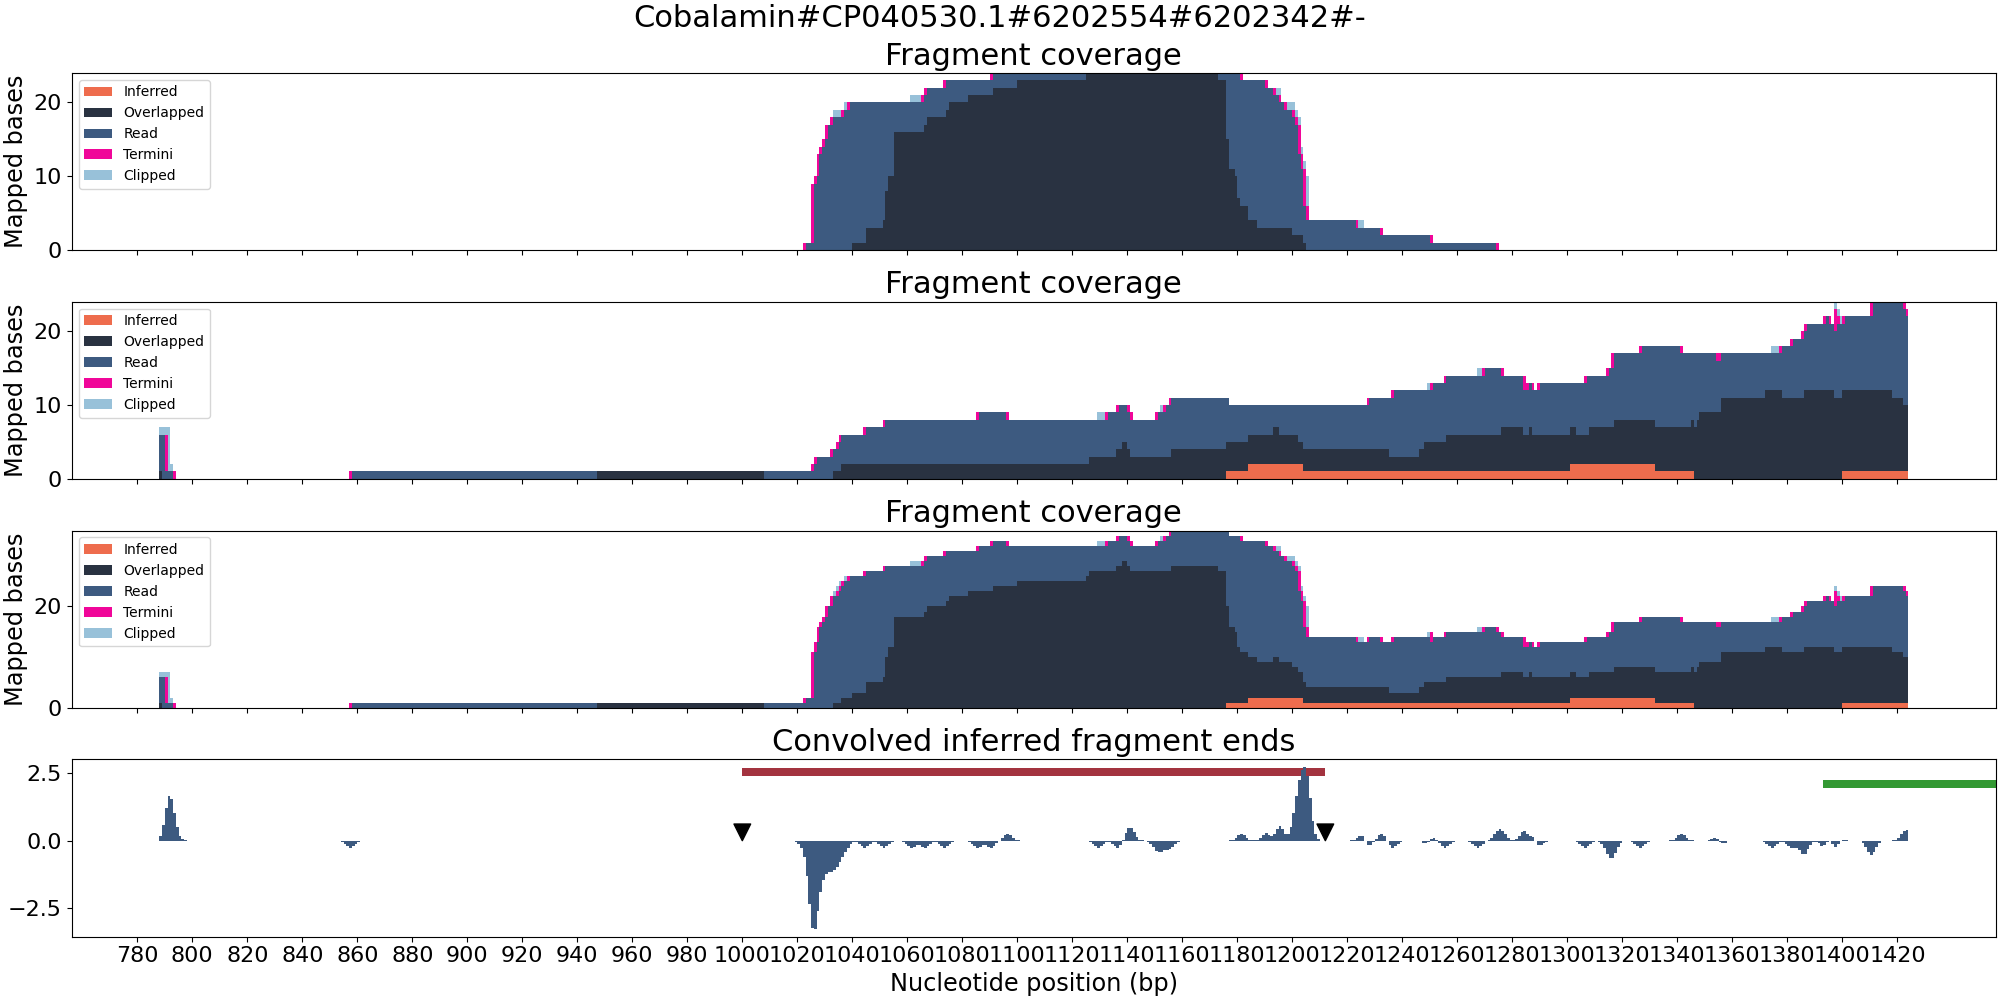 Cobalamin#CP040530.1#6202554#6202342#-
Fragment coverage
Mapped bases
20
10
0
Inferred
Overlapped
Read
Termini
Clipped
Fragment coverage
Mapped bases
20
10
0
Inferred
Overlapped
Read
Termini
Clipped
Fragment coverage
Mapped bases
20
0
Inferred
Overlapped
Read
Termini
Clipped
Convolved inferred fragment ends
2.5
0.0
−2.5
780 800 820 840 860 880 900 920 940 960 980 1000 1020 1040 1060 1080 1100 1120 1140 1160 1180 1200 1220 1240 1260 1280 1300 1320 1340 1360 1380 1400 1420
Nucleotide position (bp)